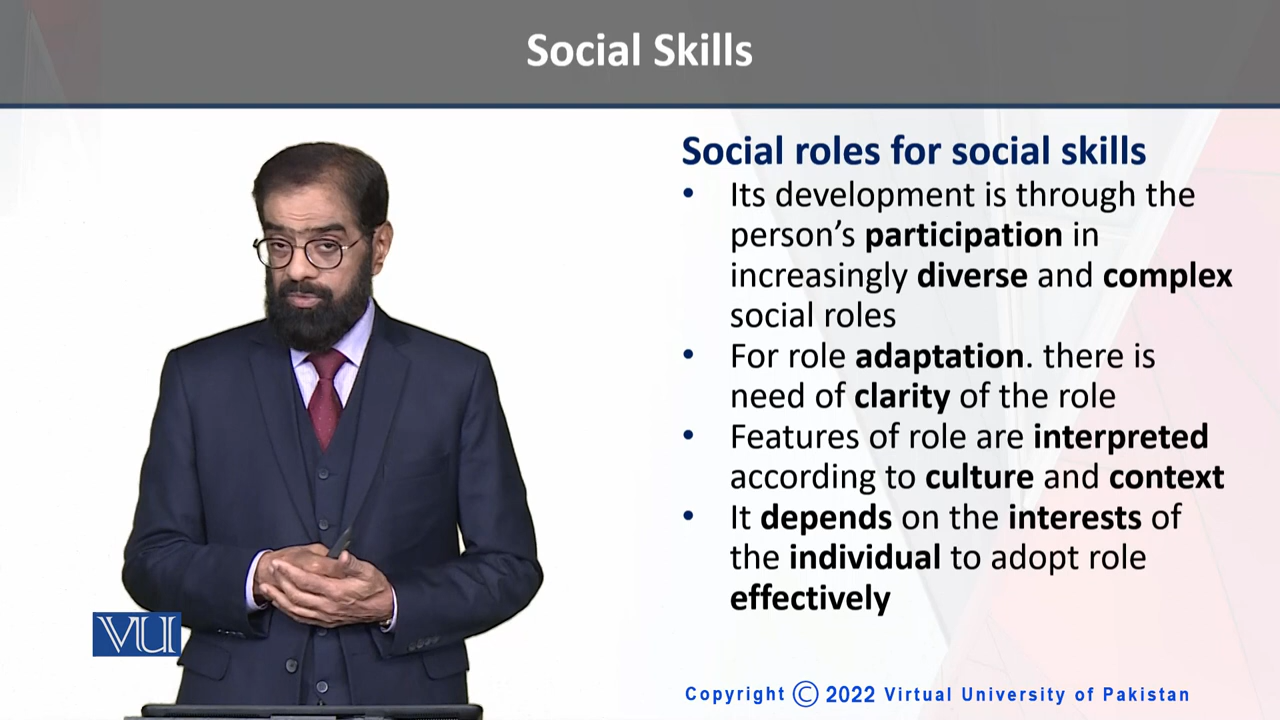 Social Skills
Social roles for social skills
• Its development is through the
person’s participation in
increasingly diverse and complex
social roles
• For role adaptation. there is
need of clarity of the role
• Features of role are interpreted
according to culture and context
• It depends on the interests of
the individual to adopt role
effectively
VU
Copyright © 2022 Virtual University of Pakistan